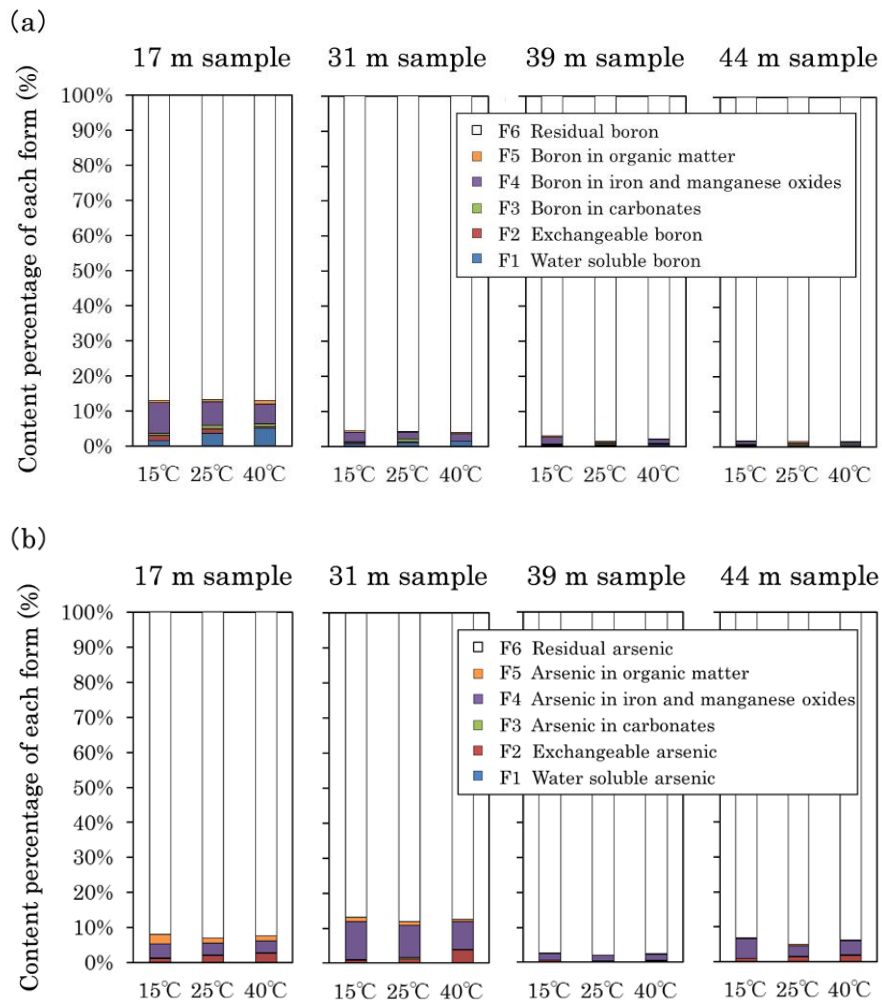 (a)
17 m sample 31 m sample 39 m sample 44 m sample
Content percentage of each form (%)
100%
90%
80%
70%
60%
50%
40%
30%
20%
10%
0%
F6 Residual boron
F5 Boron in organic matter
F4 Boron in iron and manganese oxides
F3 Boron in carbonates
F2 Exchangeable boron
F1 Water soluble boron
15℃ 25℃ 40℃ 15℃ 25℃ 40℃ 15℃ 25℃ 40℃ 15℃ 25℃ 40℃
(b)
17 m sample 31 m sample 39 m sample 44 m sample
Content percentage of each form (%)
100%
90%
80%
70%
60%
50%
40%
30%
20%
10%
0%
F6 Residual arsenic
F5 Arsenic in organic matter
F4 Arsenic in iron and manganese oxides
F3 Arsenic in carbonates
F2 Exchangeable arsenic
F1 Water soluble arsenic
15℃ 25℃ 40℃ 15℃ 25℃ 40℃ 15℃ 25℃ 40℃ 15℃ 25℃ 40℃